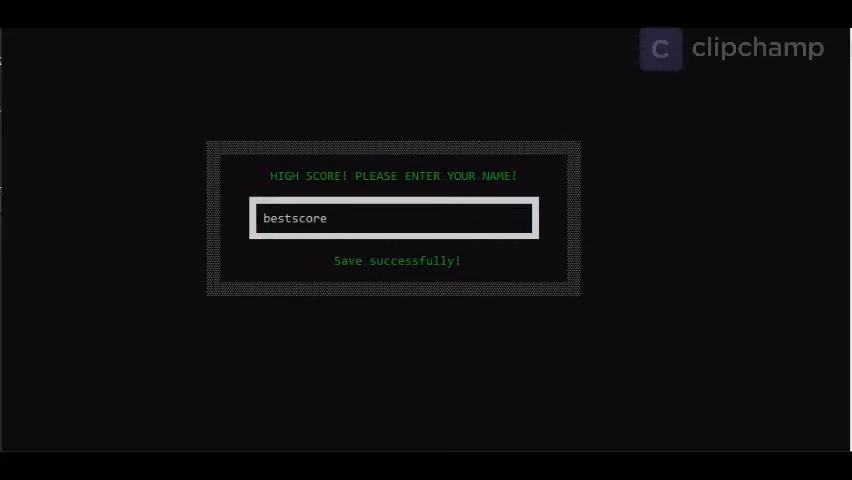 C clipchamp
HIGH SCORE! PLEASE ENTER YOUR NAME!
bestscore
Save successfully!